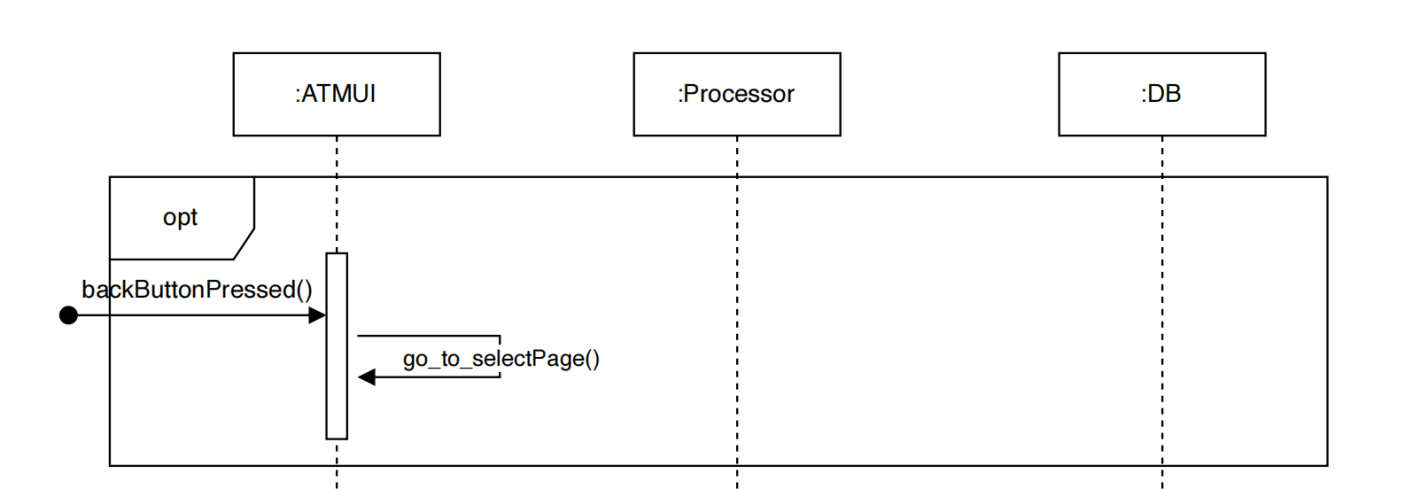 :ATMUI
:Processor
:DB
opt
backButtonPressed()
go_to_selectPage()